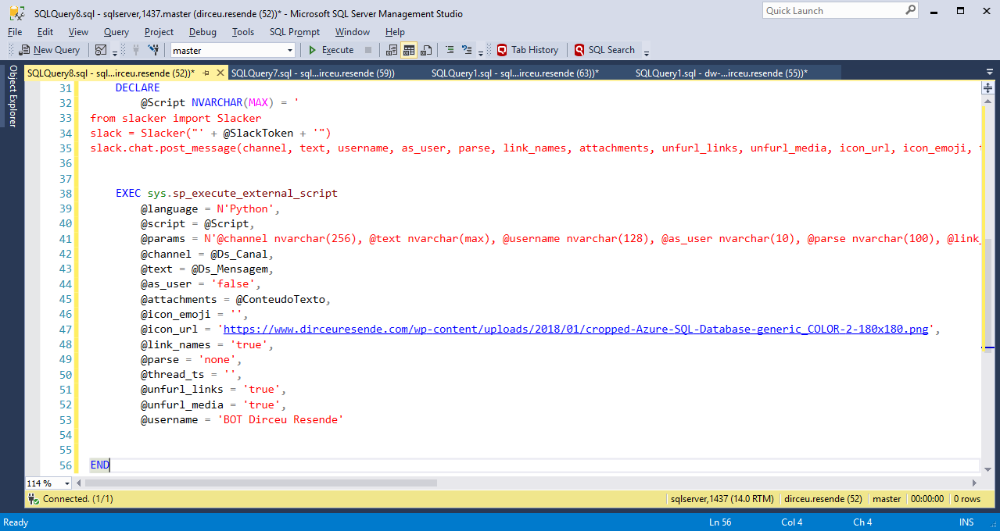 SQLQuery8.sql - sqlserver,1437.master (dirceu.resende (52))* - Microsoft SQL Server Management Studio
Quick Launch
File Edit View Query Project Debug Tools SQL Prompt Window Help
New Query master Execute Tab History SQL Search
Object Explorer
SQLQuery8.sql - sql...irceu.resende (52))* SQLQuery7.sql - sql...irceu.resende (59)) SQLQuery1.sql - sql...irceu.resende (63))* SQLQuery1.sql - dw-...irceu.resende (55))*
31 DECLARE
32 @Script NVARCHAR(MAX) = '
33 from slacker import Slacker
34 slack = Slacker("' + @SlackToken + '")
35 slack.chat.post_message(channel, text, username, as_user, parse, link_names, attachments, unfurl_links, unfurl_media, icon_url, icon_emoji,
36
37
38 EXEC sys.sp_execute_external_script
39 @language = N'Python',
40 @script = @Script,
41 @params = N'@channel nvarchar(256), @text nvarchar(max), @username nvarchar(128), @as_user nvarchar(10), @parse nvarchar(100), @link_
42 @channel = @Ds_Canal,
43 @text = @Ds_Mensagem,
44 @as_user = 'false',
45 @attachments = @ConteudoTexto,
46 @icon_emoji = '',
47 @icon_url = 'https://www.dirceuresende.com/wp-content/uploads/2018/01/cropped-Azure-SQL-Database-generic_COLOR-2-180x180.png',
48 @link_names = 'true',
49 @parse = 'none',
50 @thread_ts = '',
51 @unfurl_links = 'true',
52 @unfurl_media = 'true',
53 @username = 'BOT Dirceu Resende'
54
55
56 END
114 %
Connected. (1/1) sqlserver,1437 (14.0 RTM) dirceu.resende (52) master 00:00:00 0 rows
Ready Ln 56 Col 4 Ch 4 INS